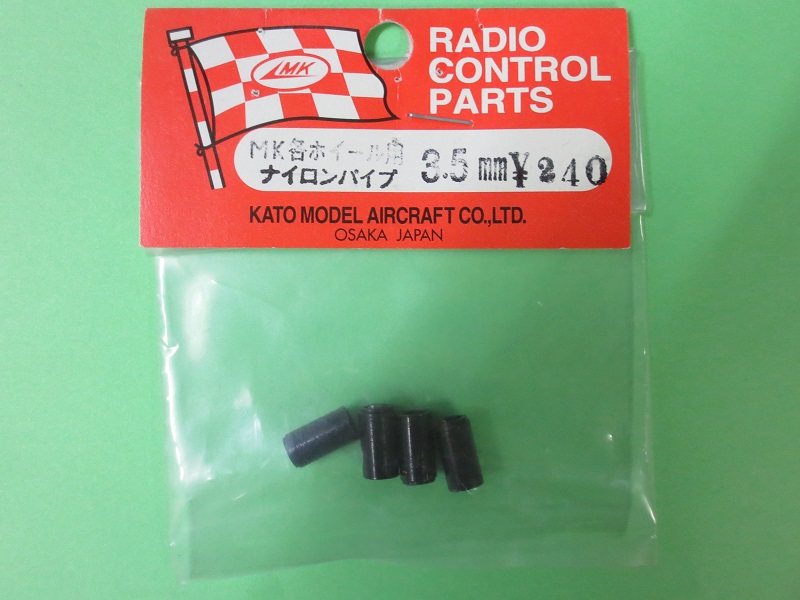 MK
RADIO
CONTROL
PARTS
MK各ホイール用
ナイロンパイプ 3.5mm ¥240
KATO MODEL AIRCRAFT CO.,LTD.
OSAKA JAPAN